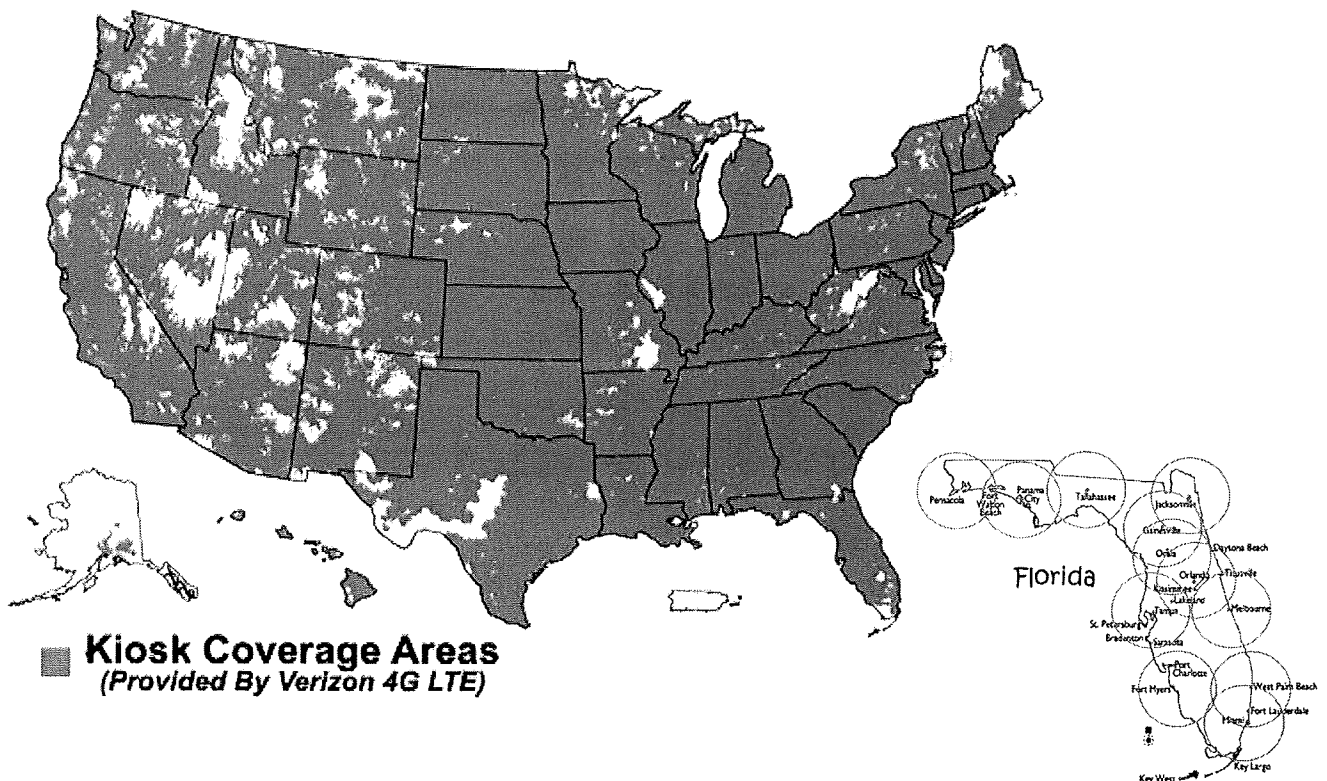 Pensacola
Fort
Walton
Beach
Panama
City
Tallahassee
Jacksonville
Gainesville
Ocala
Daytona Beach
Florida
Orlando
Titusville
Kissimmee
Lakeland
Tampa
Melbourne
St. Petersburg
Bradenton
Sarasota
Kiosk Coverage Areas
(Provided By Verizon 4G LTE)
Port
Charlotte
Fort Myers
West Palm Beach
Fort Lauderdale
Miami
Key Largo
Key West